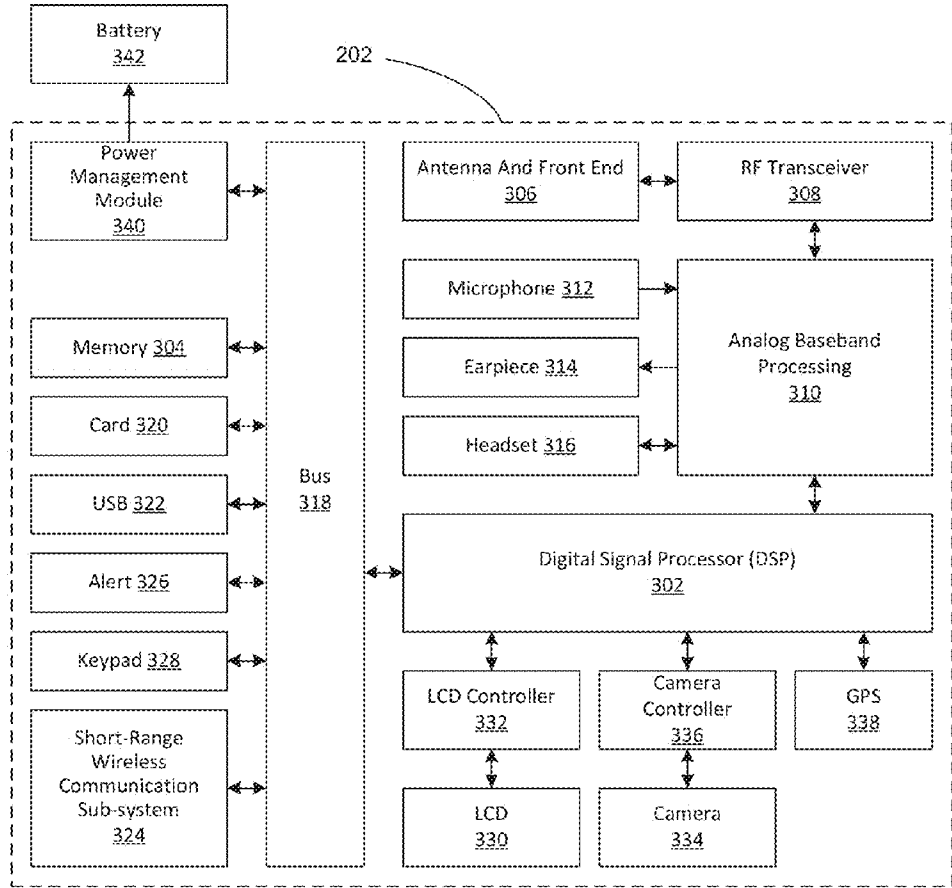 Battery
342
202
Power
Management
Module
340
Antenna And Front End
306
RF Transceiver
308
Microphone 312
Analog Baseband
Processing
310
Memory 304
Earpiece 314
Card 320
Headset 316
Bus
318
USB 322
Digital Signal Processor (DSP)
302
Alert 326
Keypad 328
LCD Controller
332
Camera
Controller
336
GPS
338
Short-Range
Wireless
Communication
Sub-system
324
LCD
330
Camera
334